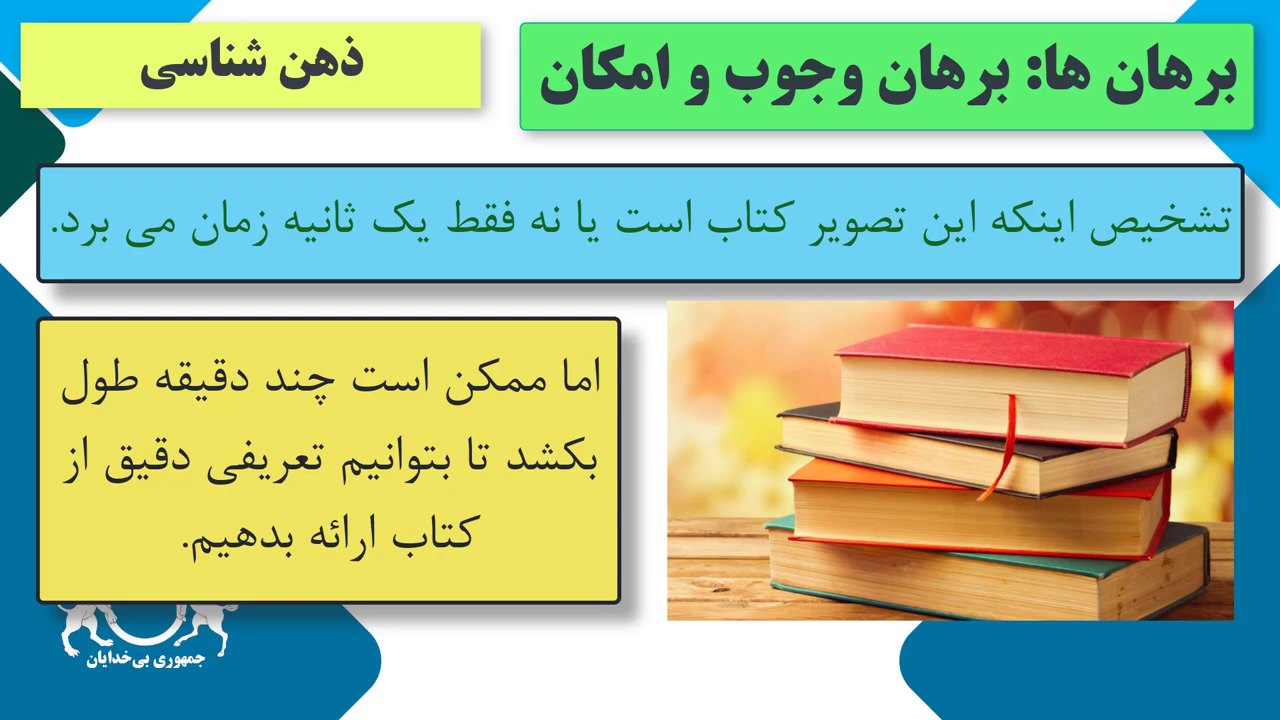 برهان ها: برهان وجوب و امکان
ذهن شناسی
تشخیص اینکه این تصویر کتاب است یا نه فقط یک ثانیه زمان می برد.
اما ممکن است چند دقیقه طول
بکشد تا بتوانیم تعریفی دقیق از
کتاب ارائه بدهیم.
جمهوری بی‌خدایان